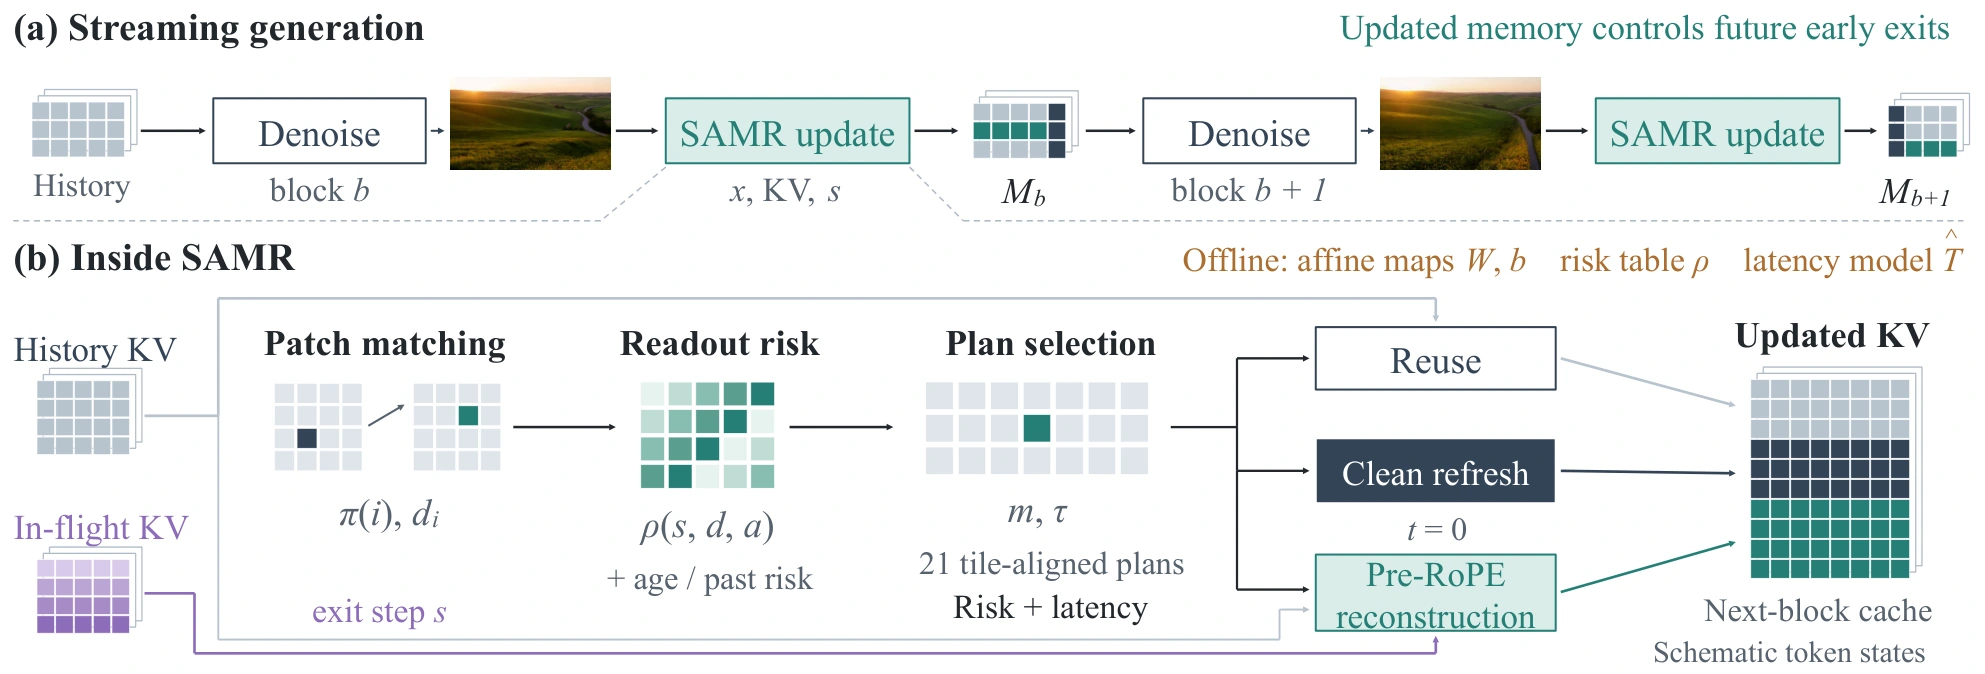 (a) Streaming generation
Updated memory controls future early exits
Denoise
SAMR update
Denoise
SAMR update
History
block b
x, KV, s
M_b
block b + 1
M_{b+1}
(b) Inside SAMR
Offline: affine maps W, b risk table ρ latency model T̂
History KV
Patch matching
Readout risk
Plan selection
Reuse
Updated KV
Clean refresh
In-flight KV
π(i), d_i
ρ(s, d, a)
m, τ
t = 0
+ age / past risk
21 tile-aligned plans
Pre-RoPE
reconstruction
exit step s
Risk + latency
Next-block cache
Schematic token states